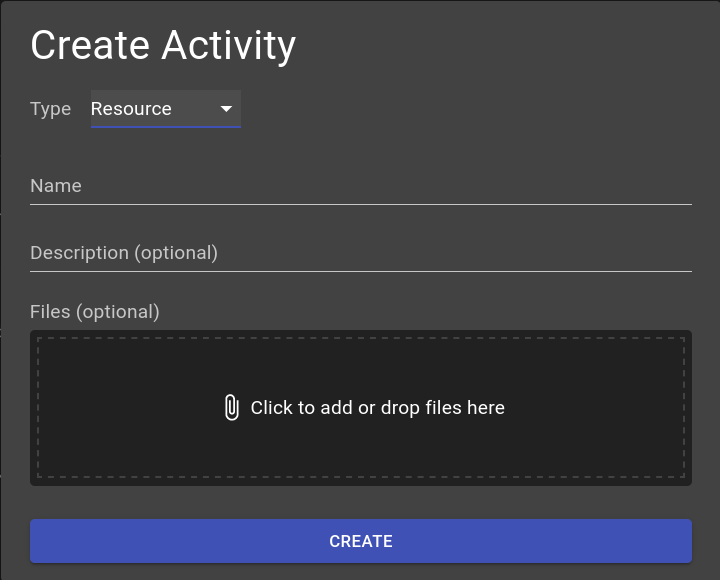 Create Activity
Type Resource
Name
Description (optional)
Files (optional)
Click to add or drop files here
CREATE